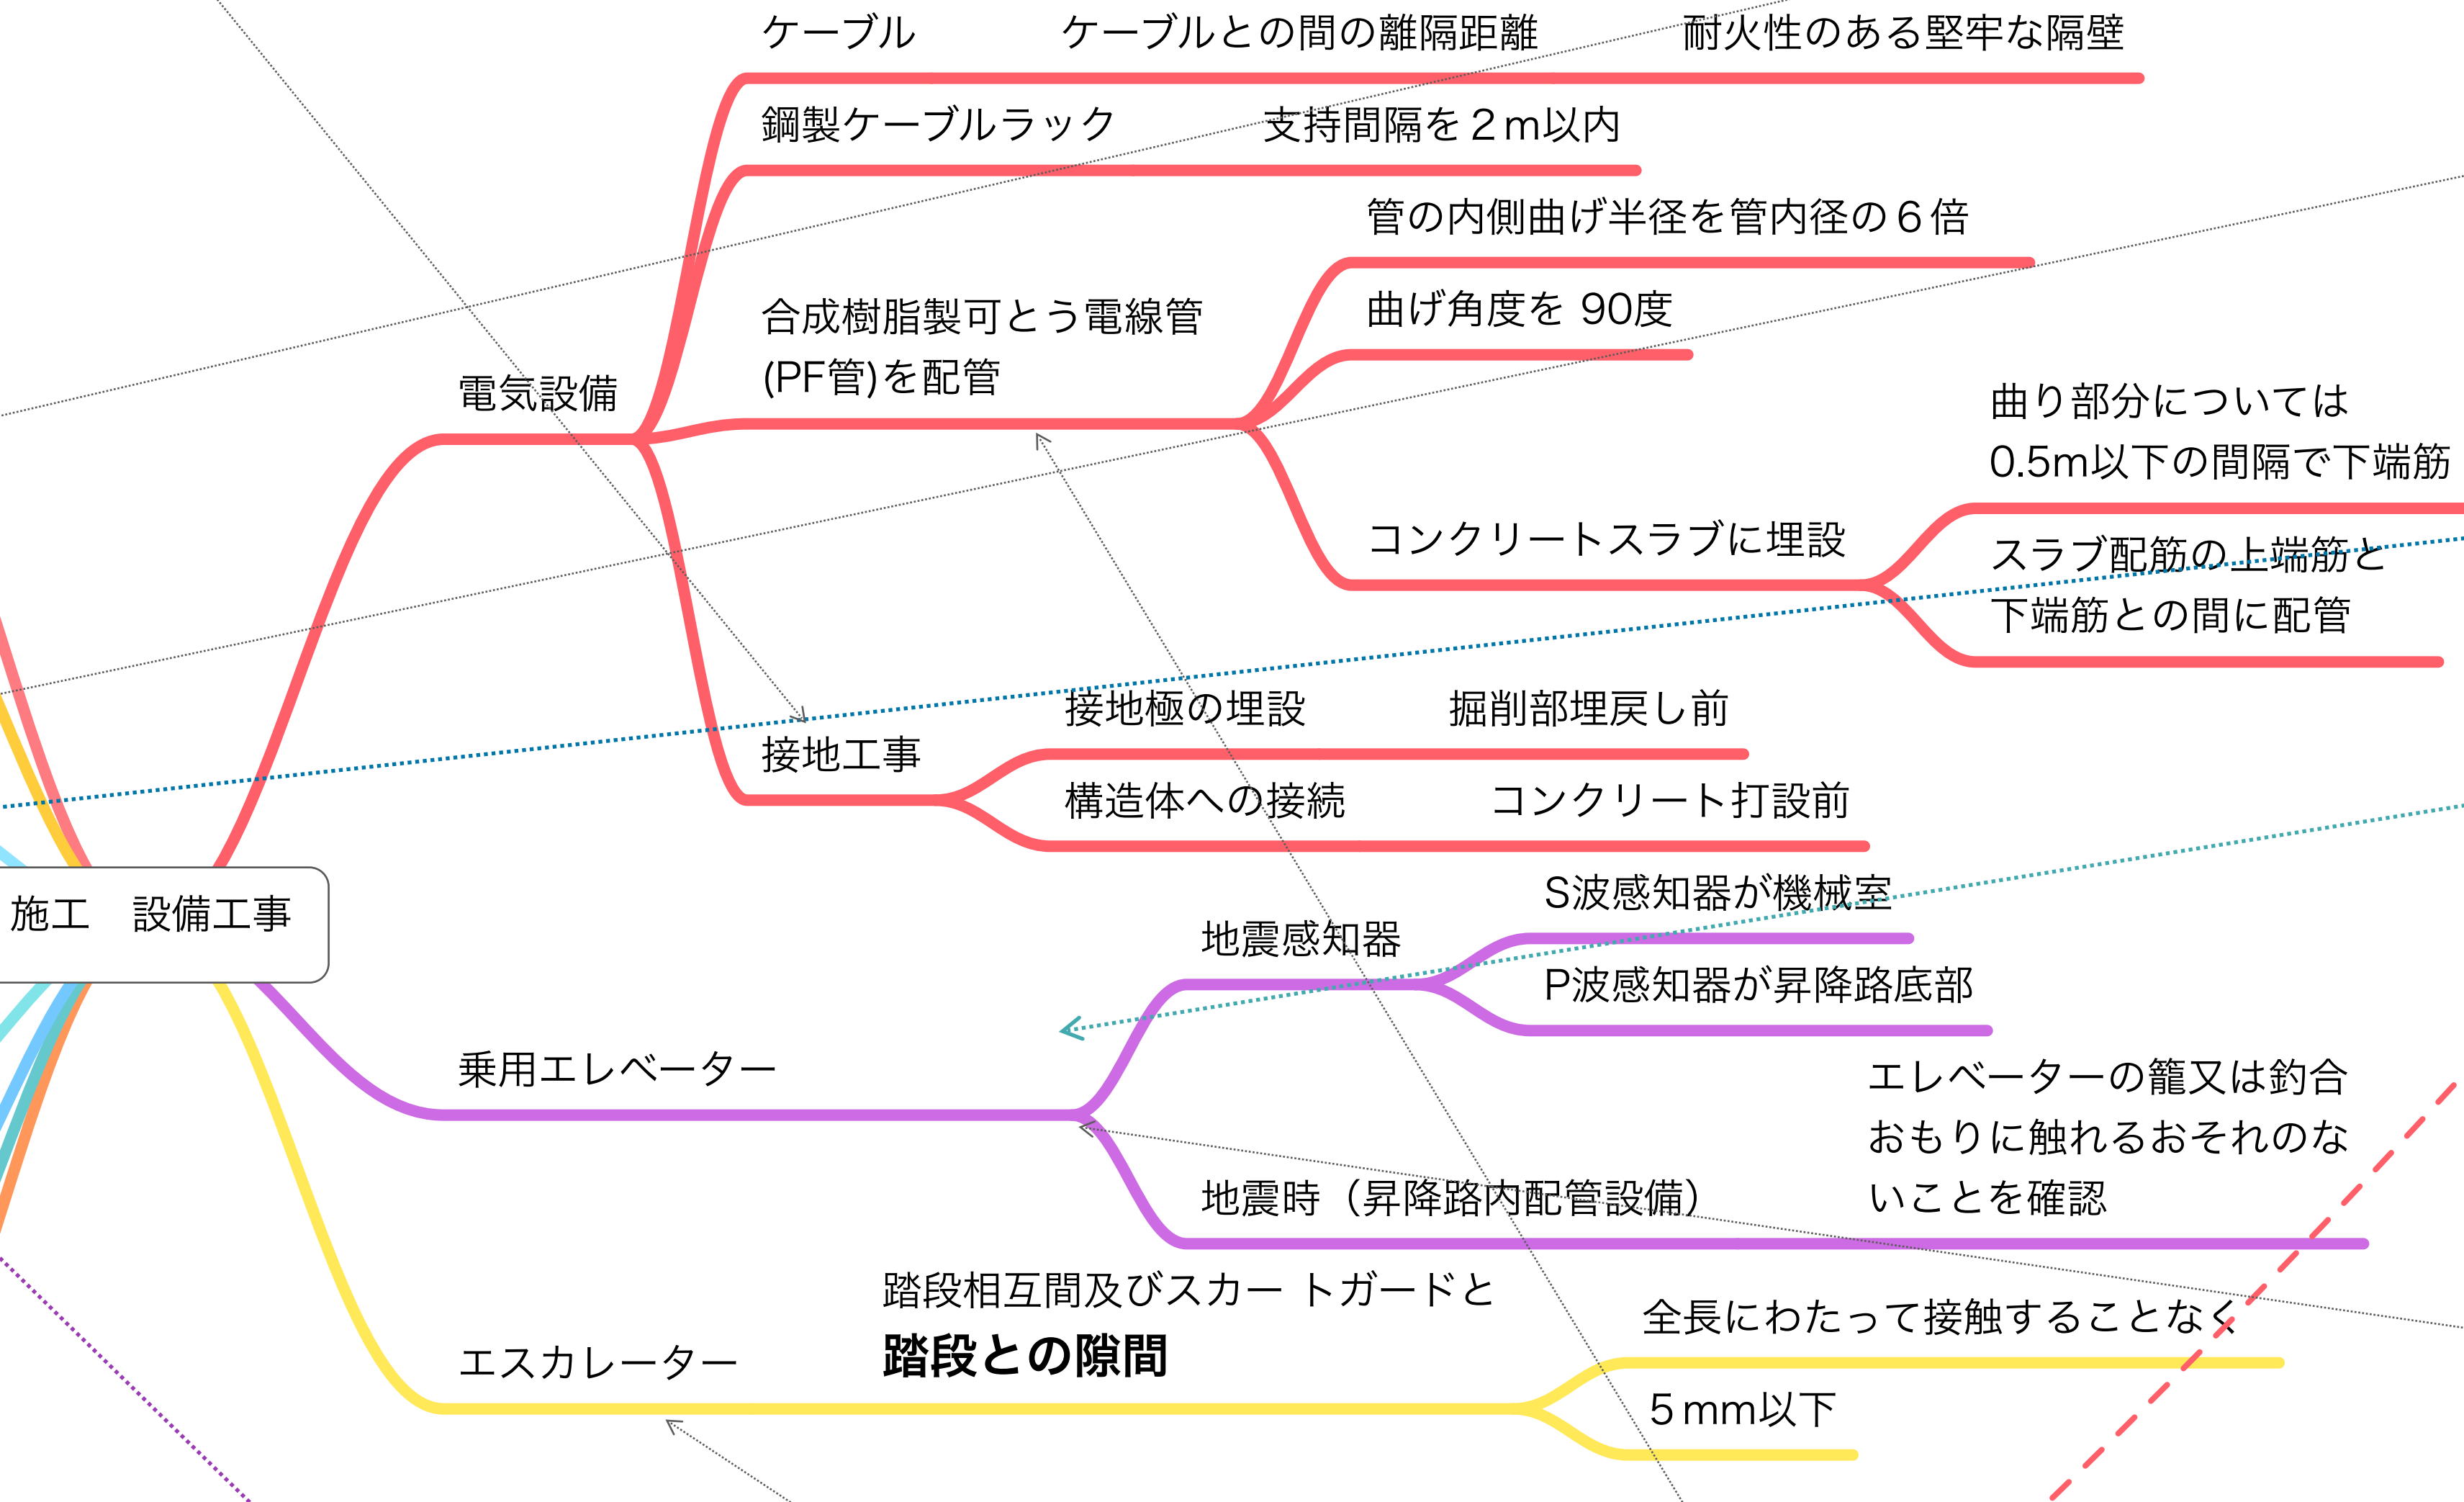 ケーブル　ケーブルとの間の離隔距離　耐火性のある堅牢な隔壁
鋼製ケーブルラック　支持間隔を２ｍ以内
管の内側曲げ半径を管内径の６倍
曲げ角度を 90度
合成樹脂製可とう電線管
(PF管)を配管
電気設備
曲り部分については
0.5m以下の間隔で下端筋
コンクリートスラブに埋設
スラブ配筋の上端筋と
下端筋との間に配管
接地極の埋設　掘削部埋戻し前
接地工事
構造体への接続　コンクリート打設前
施工　設備工事
S波感知器が機械室
地震感知器
P波感知器が昇降路底部
乗用エレベーター
エレベーターの籠又は釣合
おもりに触れるおそれのな
いことを確認
地震時（昇降路内配管設備）
踏段相互間及びスカー トガードと
踏段との隙間
全長にわたって接触することなく
エスカレーター
５mm以下